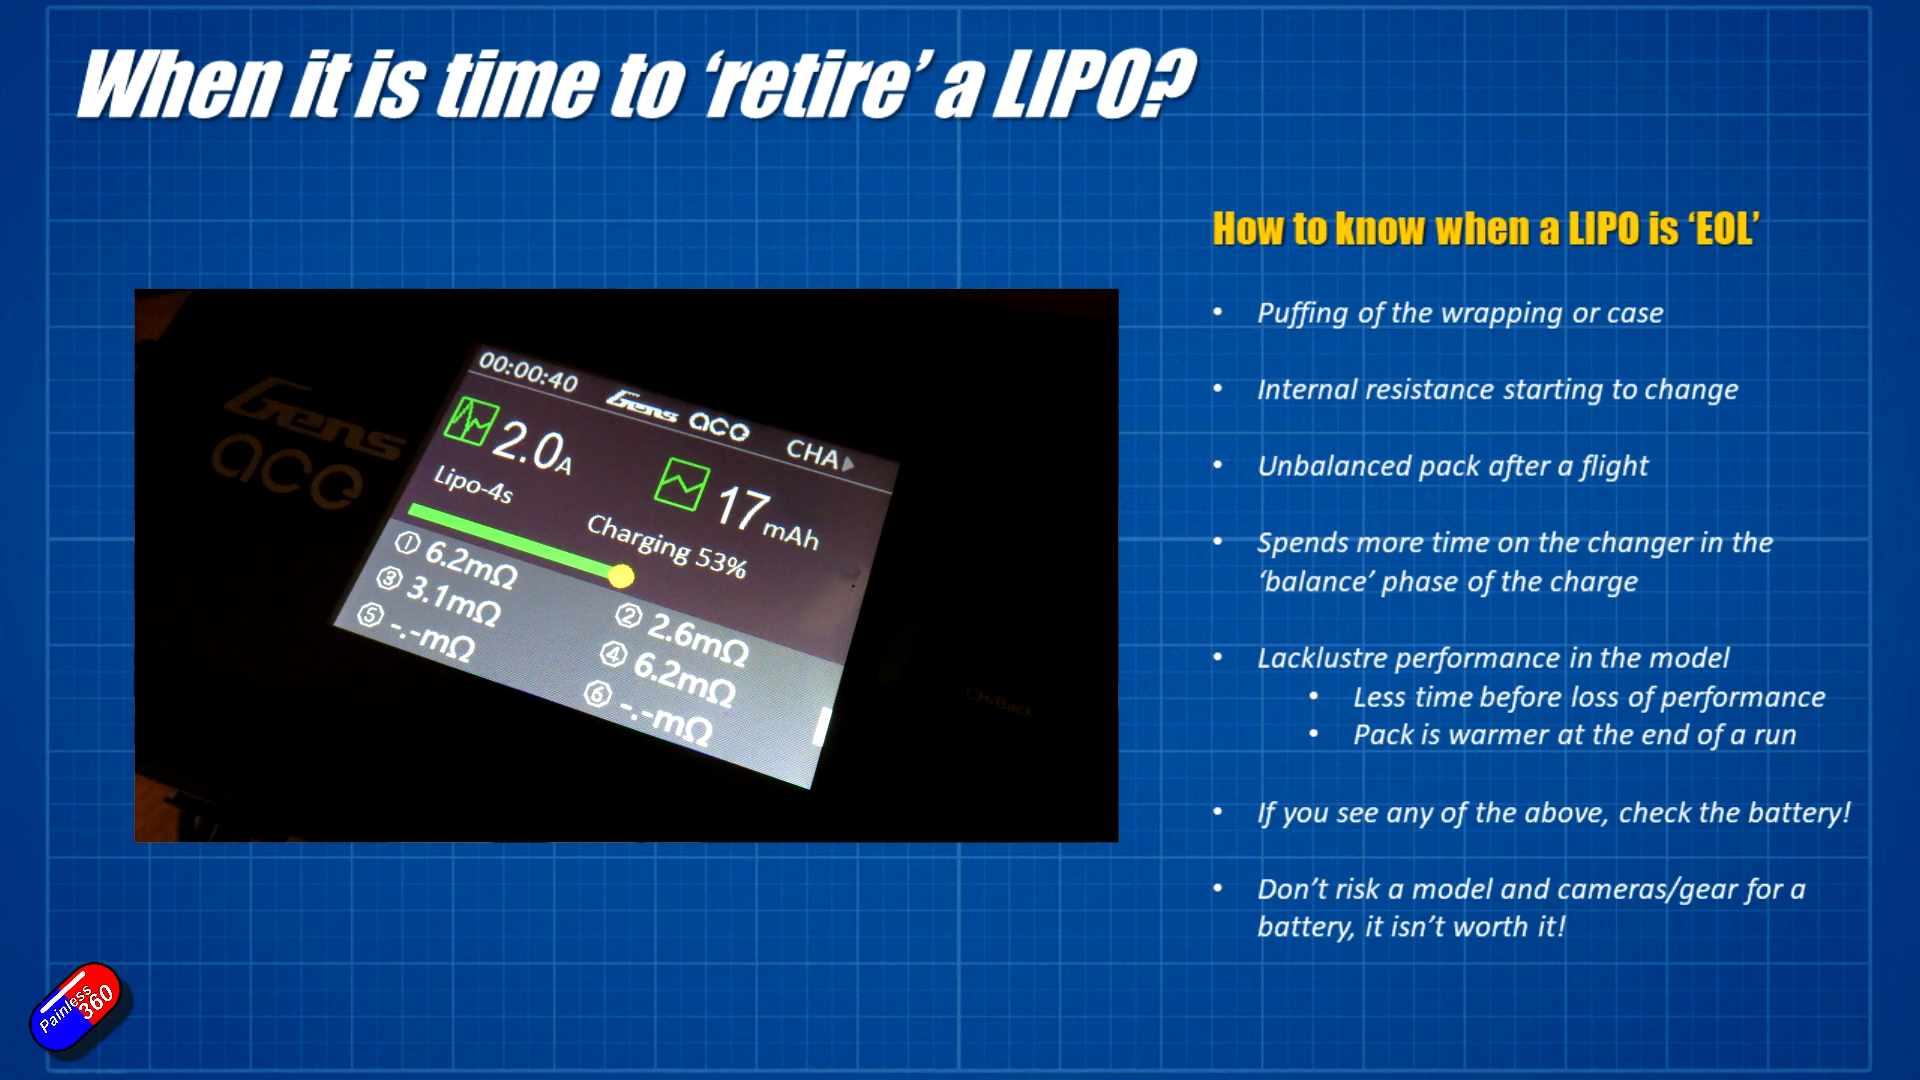 When it is time to ‘retire’ a LIPO?
How to know when a LIPO is ‘EOL’
• Puffing of the wrapping or case
• Internal resistance starting to change
• Unbalanced pack after a flight
• Spends more time on the changer in the
‘balance’ phase of the charge
• Lacklustre performance in the model
• Less time before loss of performance
• Pack is warmer at the end of a run
• If you see any of the above, check the battery!
• Don’t risk a model and cameras/gear for a
battery, it isn’t worth it!
Gens
ace
00:00:40 Gens ace CHA
2.0A 17mAh
Lipo-4s Charging 53%
① 6.2mΩ ② 2.6mΩ
③ 3.1mΩ ④ 6.2mΩ
⑤ -.-mΩ ⑥ -.-mΩ
CH/Back
Painless
360